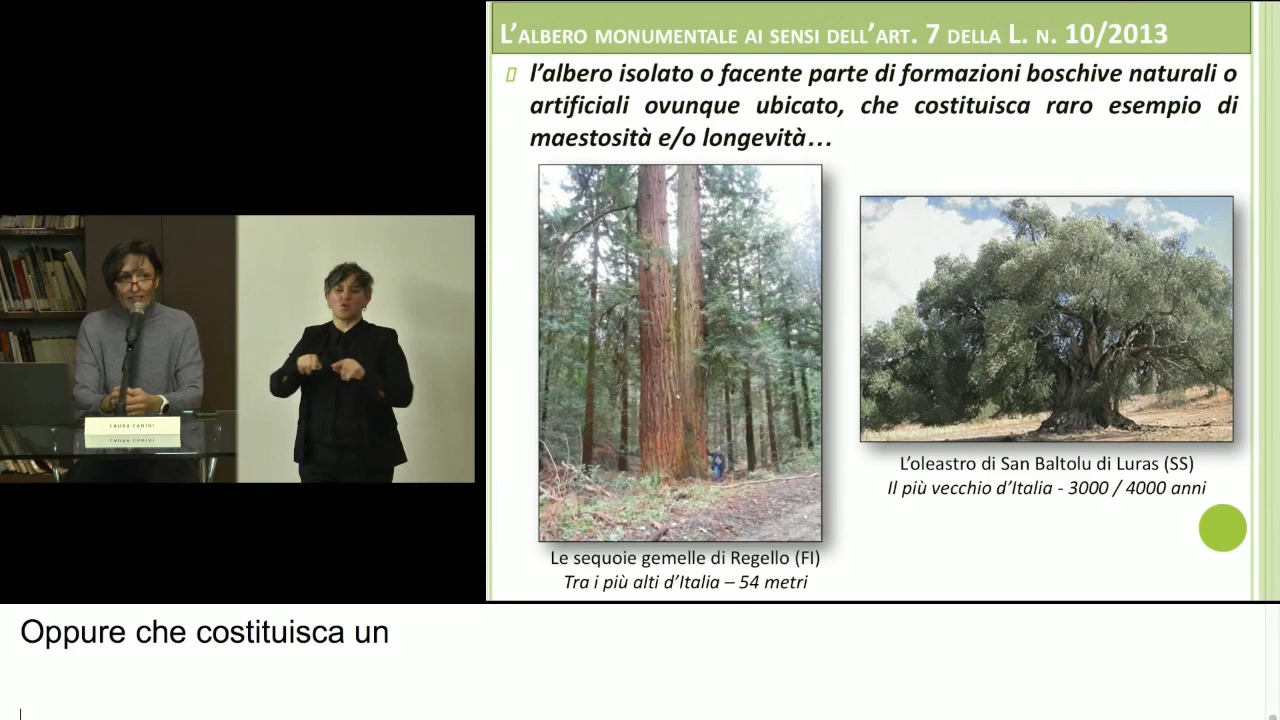 L'ALBERO MONUMENTALE AI SENSI DELL'ART. 7 DELLA L. N. 10/2013
l'albero isolato o facente parte di formazioni boschive naturali o
artificiali ovunque ubicato, che costituisca raro esempio di
maestosità e/o longevità...
L'oleastro di San Baltolu di Luras (SS)
Il più vecchio d'Italia - 3000 / 4000 anni
Le sequoie gemelle di Regello (FI)
Tra i più alti d'Italia – 54 metri
LAURA CANINI
Oppure che costituisca un